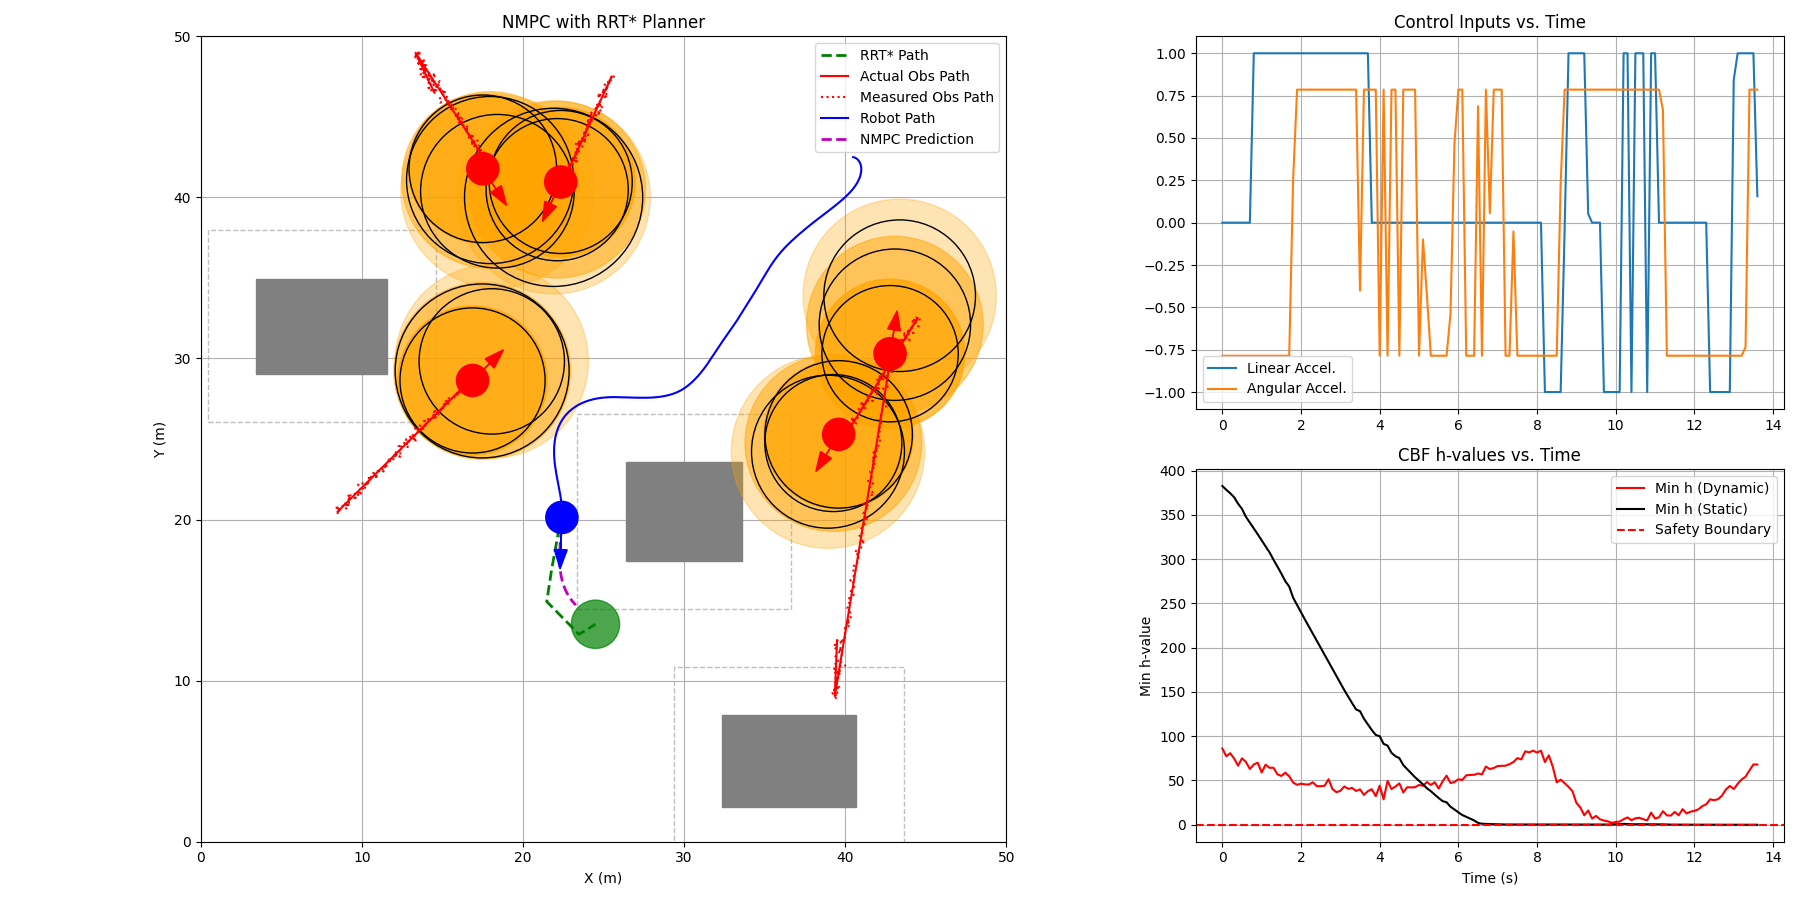 NMPC with RRT* Planner
50
40
30
20
10
0
Y (m)
0 10 20 30 40 50
X (m)
RRT* Path
Actual Obs Path
Measured Obs Path
Robot Path
NMPC Prediction
Control Inputs vs. Time
1.00
0.75
0.50
0.25
0.00
−0.25
−0.50
−0.75
−1.00
Linear Accel.
Angular Accel.
0 2 4 6 8 10 12 14
CBF h-values vs. Time
400
350
300
250
200
150
100
50
0
Min h-value
Min h (Dynamic)
Min h (Static)
Safety Boundary
0 2 4 6 8 10 12 14
Time (s)